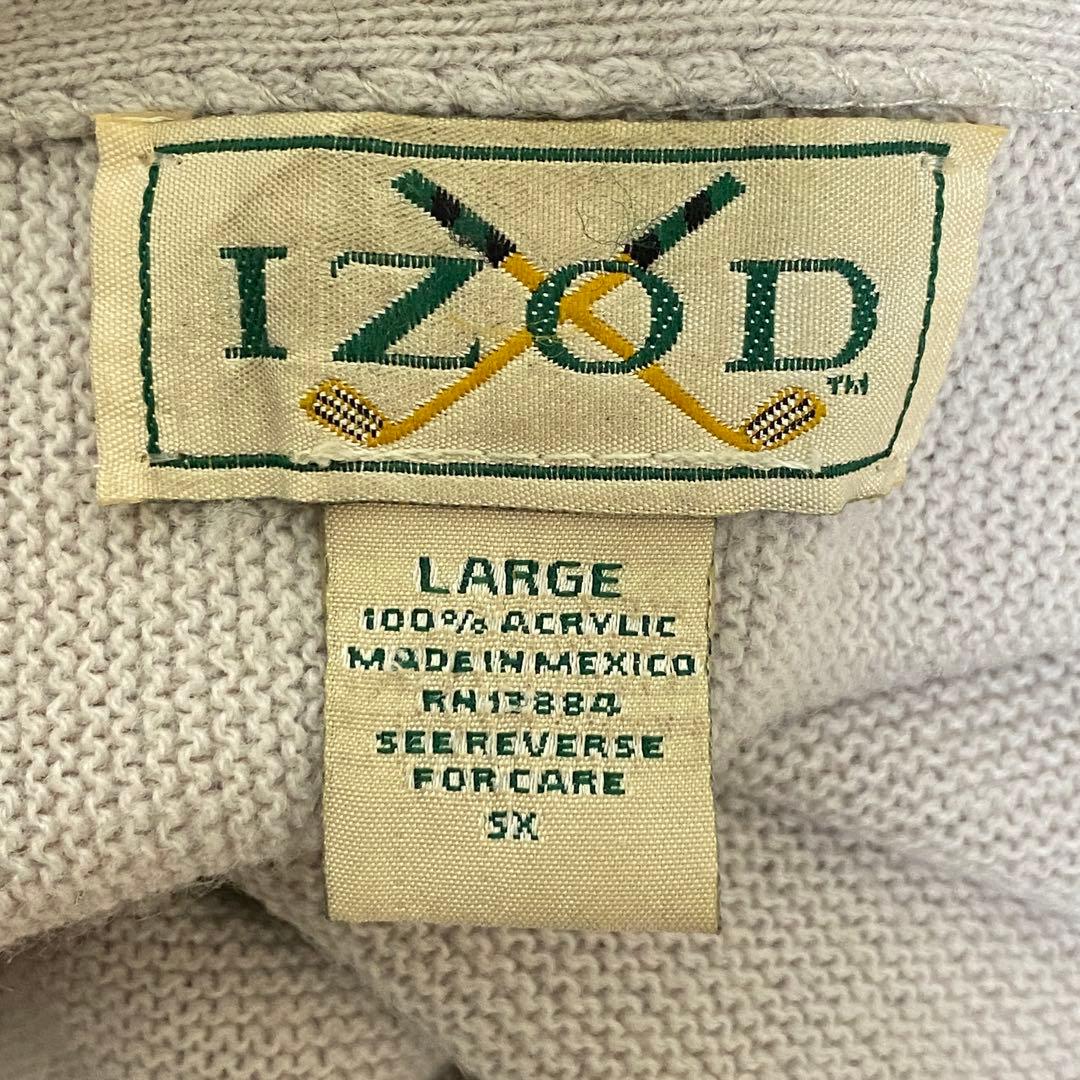 IZOD
TM
LARGE
100% ACRYLIC
MADE IN MEXICO
RN 13884
SEE REVERSE
FOR CARE
SX